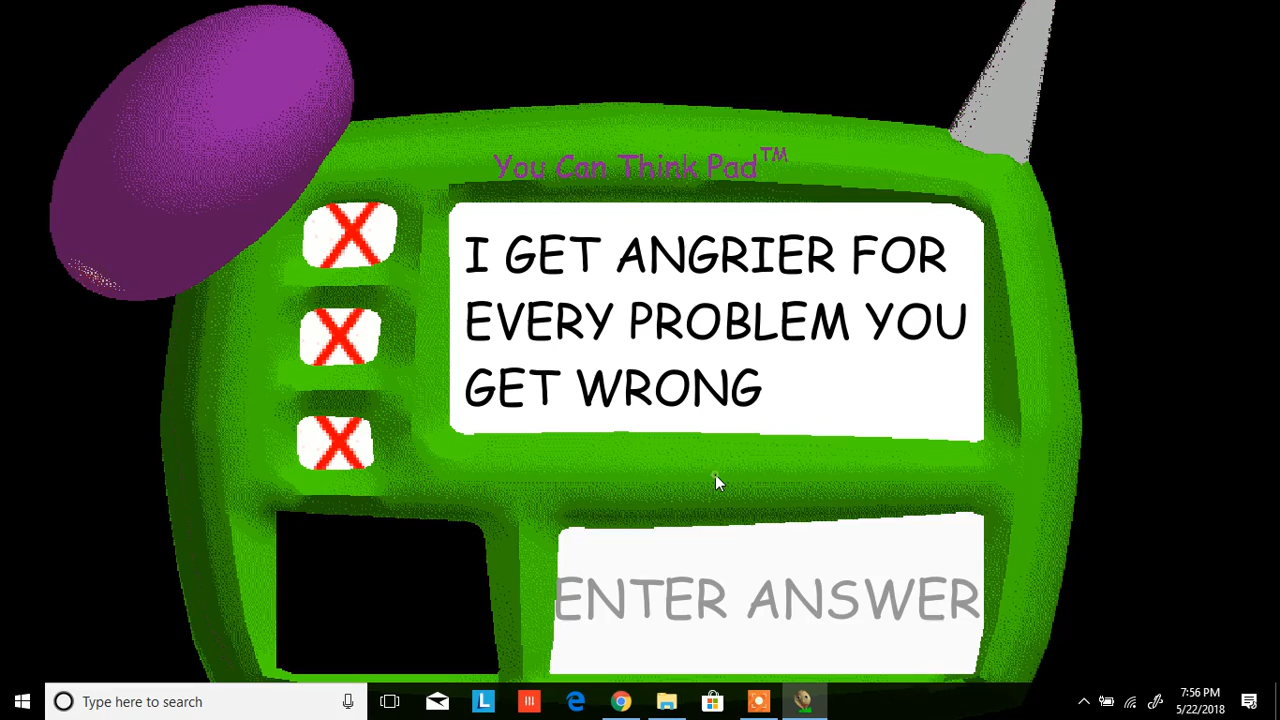 You Can Think Pad™
I GET ANGRIER FOR
EVERY PROBLEM YOU
GET WRONG
ENTER ANSWER
Type here to search
7:56 PM
5/22/2018